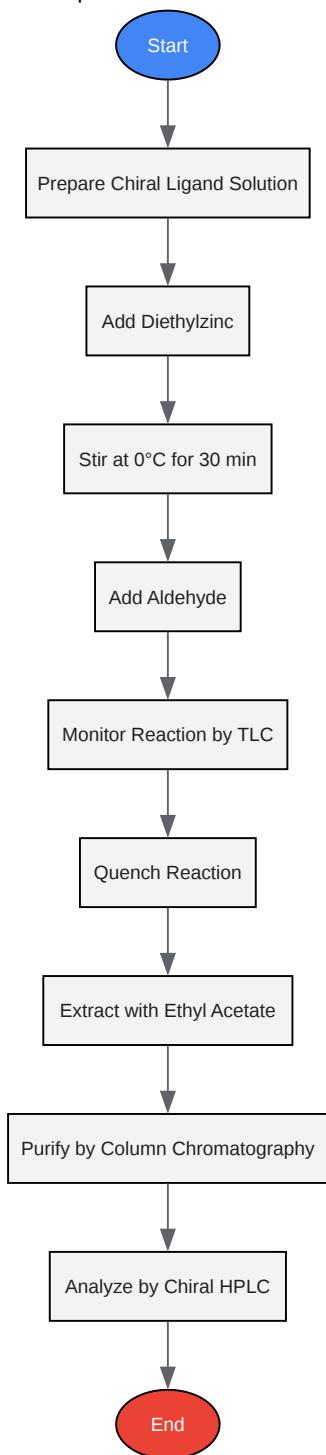 Start
Prepare Chiral Ligand Solution
Add Diethylzinc
Stir at 0°C for 30 min
Add Aldehyde
Monitor Reaction by TLC
Quench Reaction
Extract with Ethyl Acetate
Purify by Column Chromatography
Analyze by Chiral HPLC
End